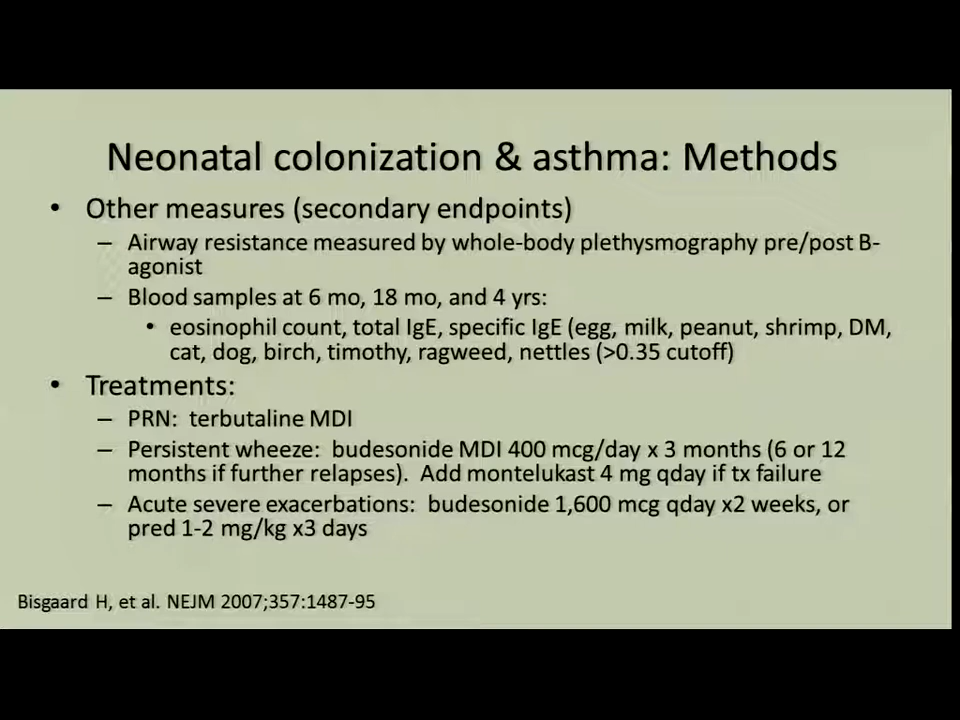 Neonatal colonization & asthma: Methods
• Other measures (secondary endpoints)
– Airway resistance measured by whole-body plethysmography pre/post B-
agonist
– Blood samples at 6 mo, 18 mo, and 4 yrs:
• eosinophil count, total IgE, specific IgE (egg, milk, peanut, shrimp, DM,
cat, dog, birch, timothy, ragweed, nettles (>0.35 cutoff)
• Treatments:
– PRN:  terbutaline MDI
– Persistent wheeze:  budesonide MDI 400 mcg/day x 3 months (6 or 12
months if further relapses).  Add montelukast 4 mg qday if tx failure
– Acute severe exacerbations:  budesonide 1,600 mcg qday x2 weeks, or
pred 1-2 mg/kg x3 days
Bisgaard H, et al. NEJM 2007;357:1487-95